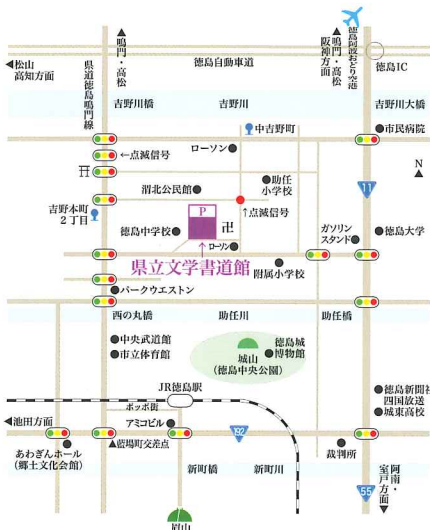 徳島阿波おどり空港
▲鳴門・高松
▲鳴門・高松
阪神方面
徳島自動車道
徳島IC
◀松山
高知方面
県道徳島鳴門線
吉野川橋
吉野川
吉野川大橋
中吉野町
市民病院
ローソン
←点滅信号
N
助任
小学校
渭北公民館
11
↑点滅信号
吉野本町
2丁目
P
卍
徳島中学校
ガソリン
スタンド
徳島大学
ローソン
県立文学書道館
附属小学校
パークウエストン
西の丸橋
助任川
助任橋
中央武道館
市立体育館
徳島城
博物館
城山
(徳島中央公園)
JR徳島駅
徳島新聞社
四国放送
城東高校
ポッポ街
アミコビル
◀池田方面
192
あわぎんホール
(郷土文化会館)
▲藍場町交差点
裁判所
新町橋
新町川
55
阿南・
室戸方面▼
眉山